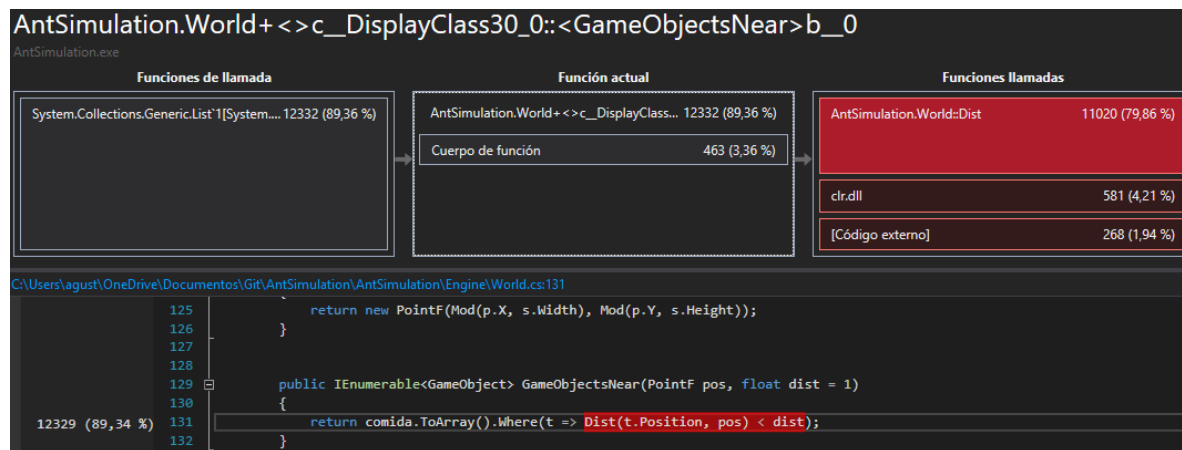 AntSimulation.World+<>c__DisplayClass30_0::<GameObjectsNear>b__0
AntSimulation.exe
Funciones de llamada
Función actual
Funciones llamadas
System.Collections.Generic.List`1[System.... 12332 (89,36 %)
AntSimulation.World+<>c__DisplayClass... 12332 (89,36 %)
Cuerpo de función 463 (3,36 %)
AntSimulation.World::Dist 11020 (79,86 %)
clr.dll 581 (4,21 %)
[Código externo] 268 (1,94 %)
C:\Users\agust\OneDrive\Documentos\Git\AntSimulation\AntSimulation\Engine\World.cs:131
125 return new PointF(Mod(p.X, s.Width), Mod(p.Y, s.Height));
126 }
127
128
129 public IEnumerable<GameObject> GameObjectsNear(PointF pos, float dist = 1)
130 {
12329 (89,34 %) 131 return comida.ToArray().Where(t => Dist(t.Position, pos) < dist);
132 }